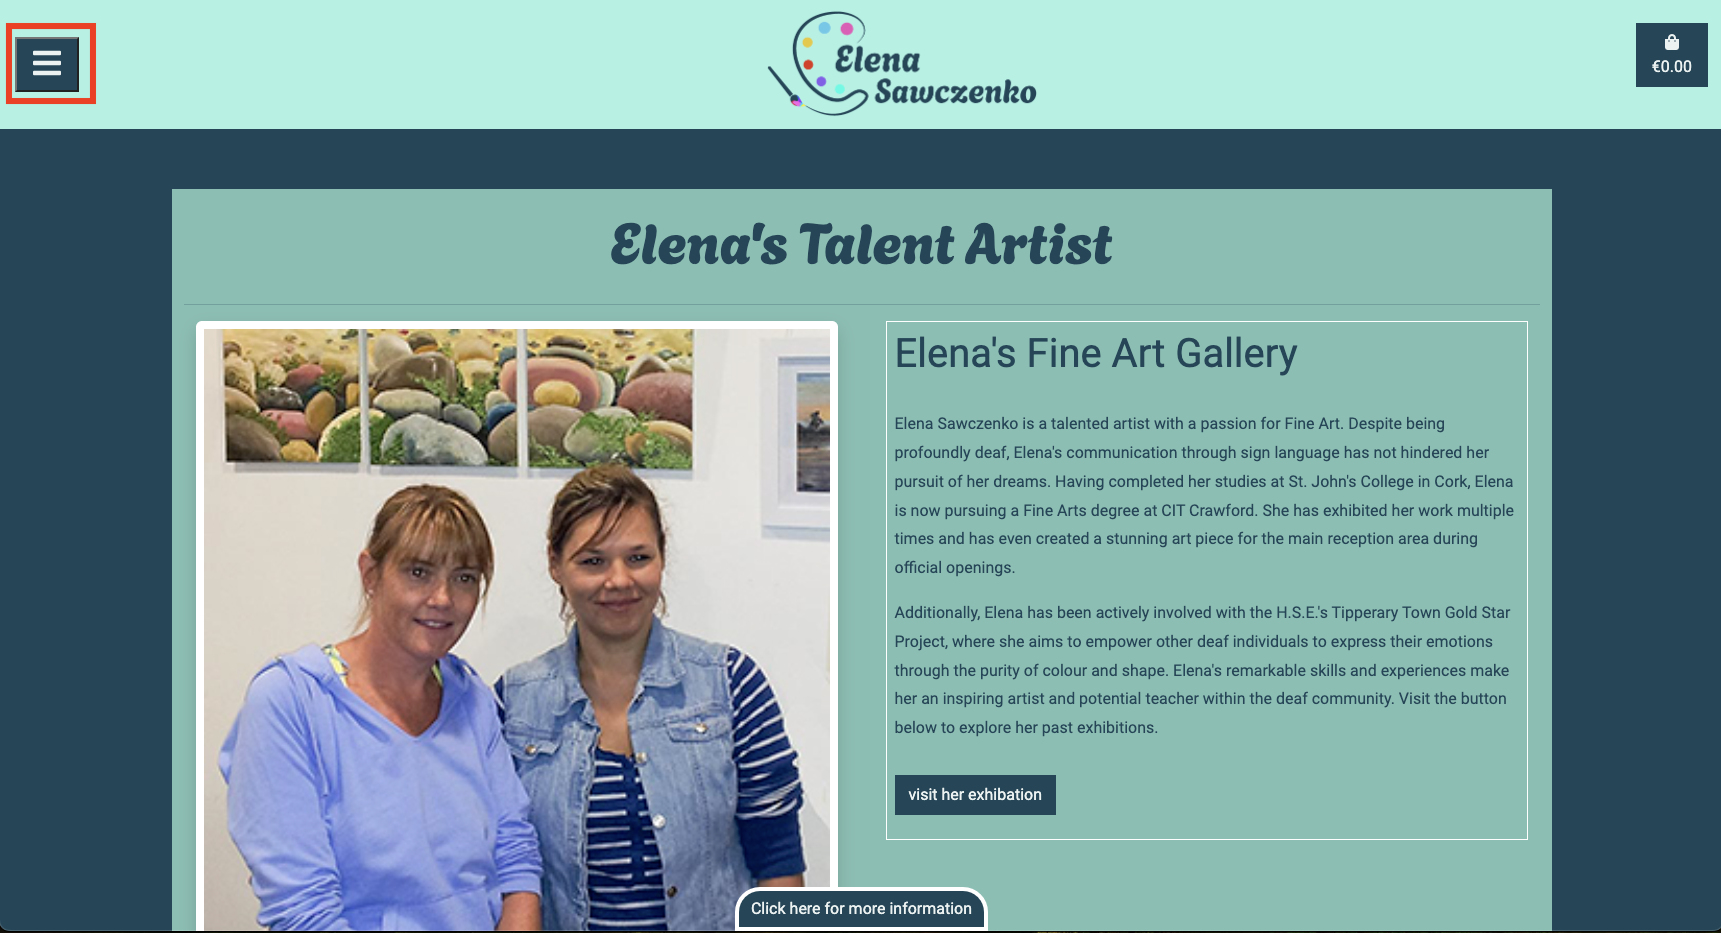 Elena
Sawczenko
€0.00
Elena's Talent Artist
Elena's Fine Art Gallery
Elena Sawczenko is a talented artist with a passion for Fine Art. Despite being
profoundly deaf, Elena's communication through sign language has not hindered her
pursuit of her dreams. Having completed her studies at St. John's College in Cork, Elena
is now pursuing a Fine Arts degree at CIT Crawford. She has exhibited her work multiple
times and has even created a stunning art piece for the main reception area during
official openings.
Additionally, Elena has been actively involved with the H.S.E.'s Tipperary Town Gold Star
Project, where she aims to empower other deaf individuals to express their emotions
through the purity of colour and shape. Elena's remarkable skills and experiences make
her an inspiring artist and potential teacher within the deaf community. Visit the button
below to explore her past exhibitions.
visit her exhibation
Click here for more information